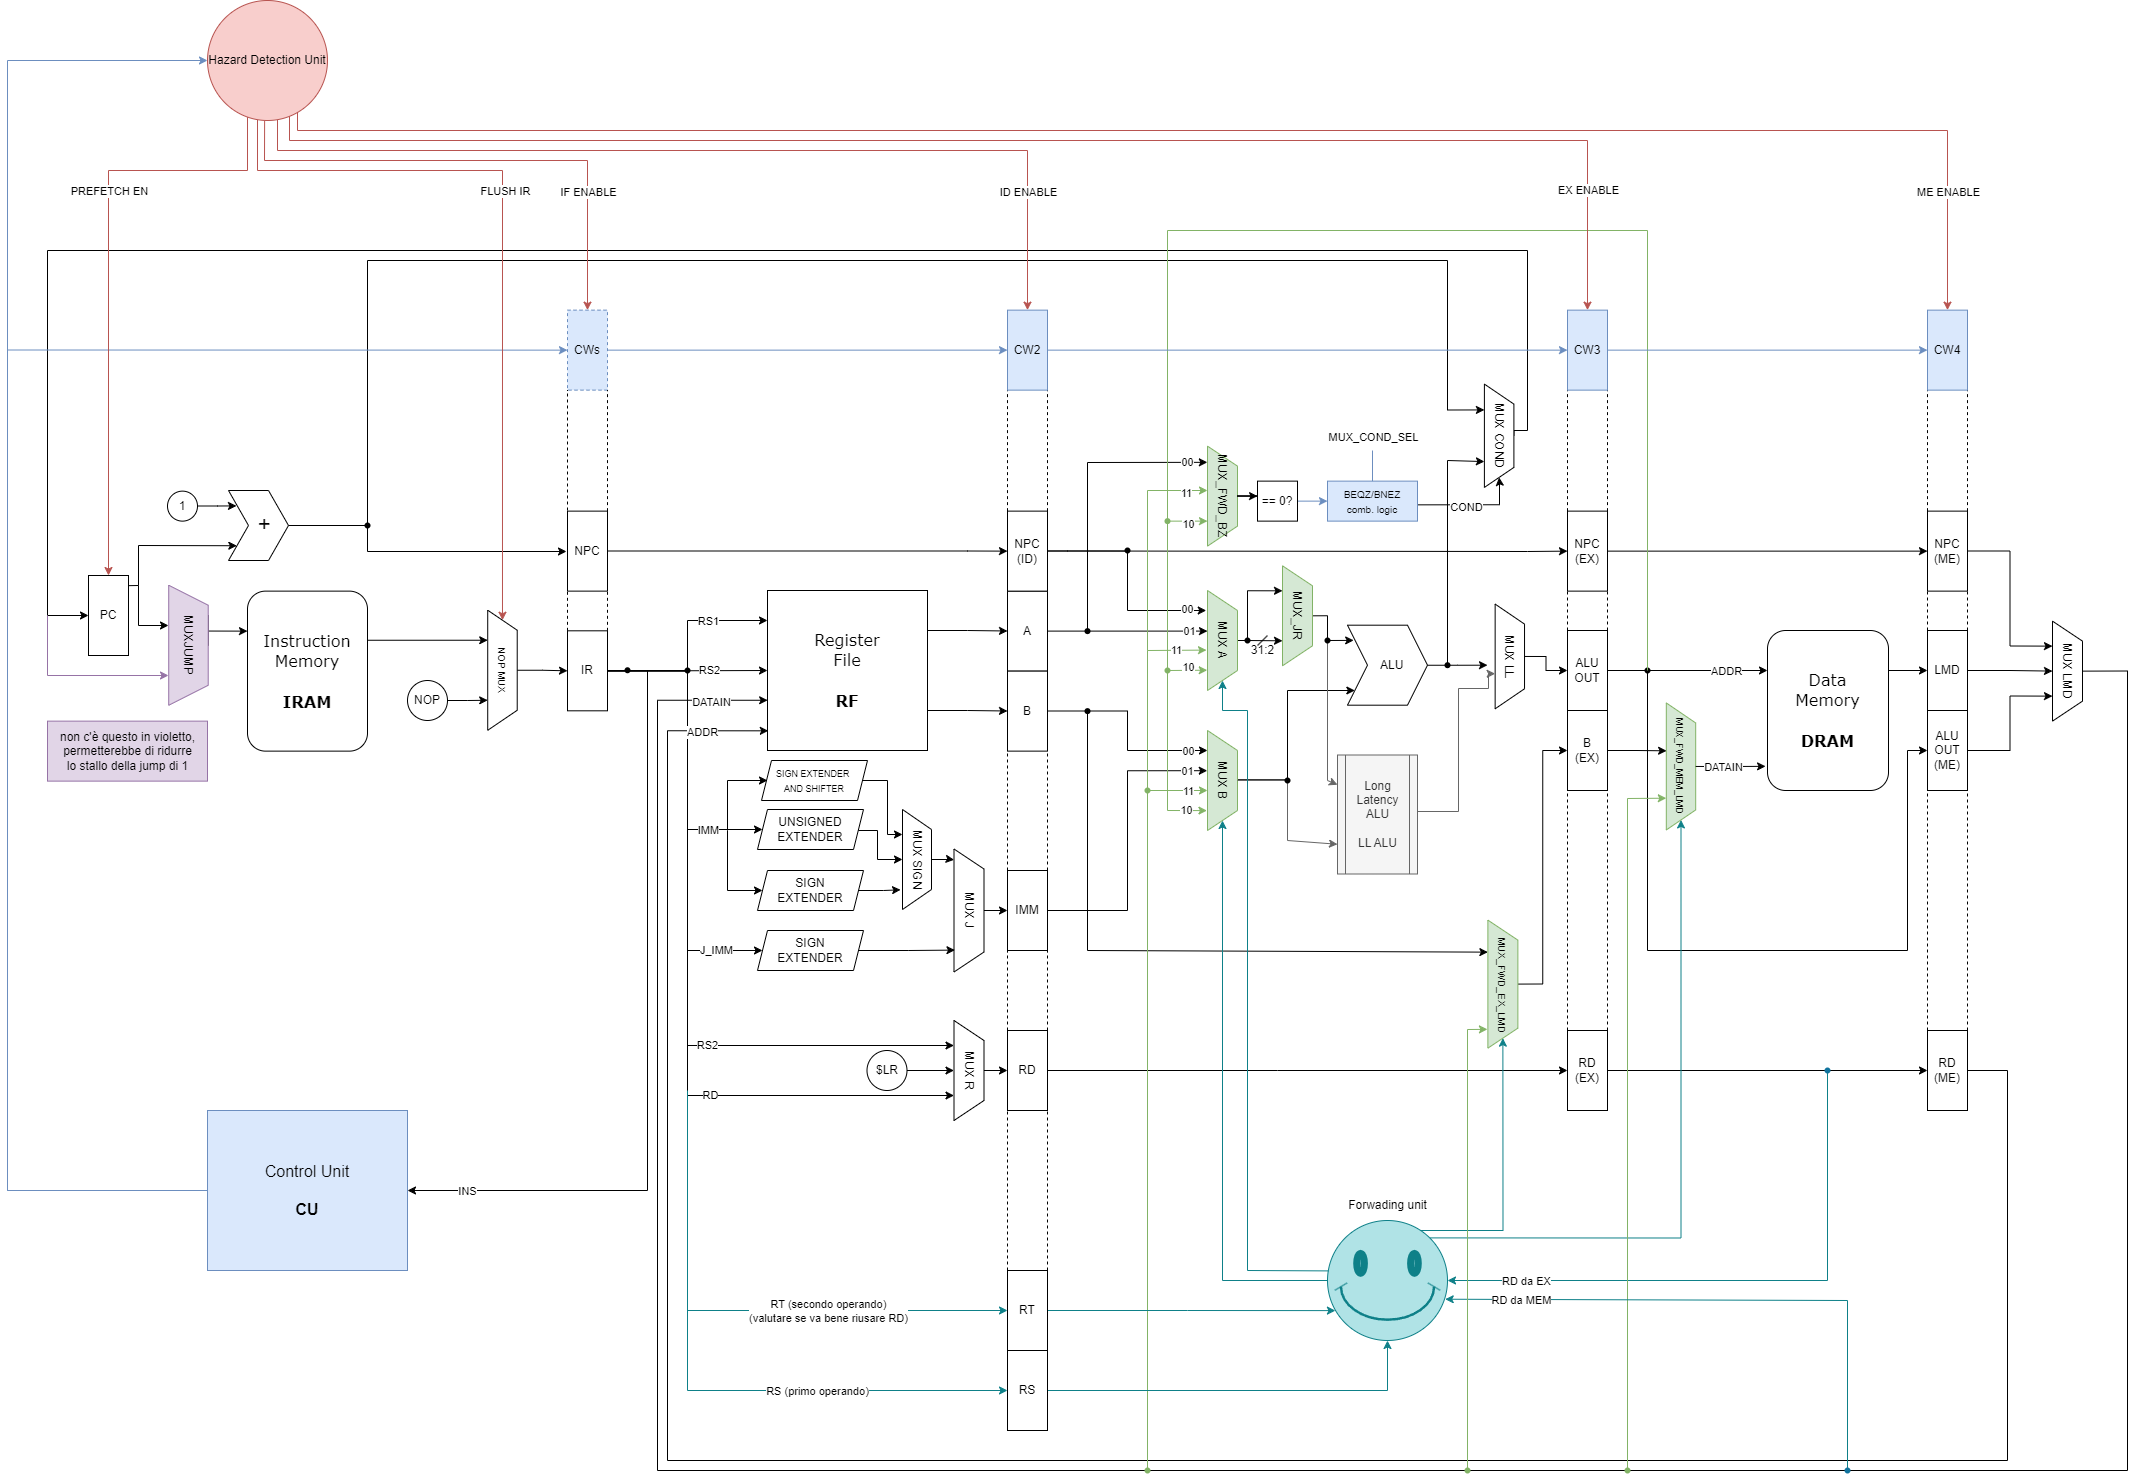 Hazard Detection Unit
PREFETCH EN
FLUSH IR
IF ENABLE
ID ENABLE
EX ENABLE
ME ENABLE
CWs
CW2
CW3
CW4
MUX COND
MUX_COND_SEL
00
11
10
MUX_FWD_BZ
== 0?
BEQZ/BNEZ
comb. logic
COND
1
+
NPC
NPC
(ID)
NPC
(EX)
NPC
(ME)
PC
MUXJUMP
Instruction
Memory
IRAM
NOP
NOP MUX
IR
RS1
RS2
DATAIN
ADDR
Register
File
RF
A
B
00
01
11
10
MUX A
31:2
MUX_JR
ALU
MUX LL
ALU
OUT
ADDR
Data
Memory
DRAM
LMD
MUX LMD
B
(EX)
MUX_FWD_MEM_LMD
DATAIN
ALU
OUT
(ME)
00
01
11
10
MUX B
Long
Latency
ALU
LL ALU
non c'è questo in violetto,
permetterebbe di ridurre
lo stallo della jump di 1
SIGN EXTENDER
AND SHIFTER
IMM
UNSIGNED
EXTENDER
SIGN
EXTENDER
MUX SIGN
J_IMM
SIGN
EXTENDER
MUX J
IMM
MUX_FWD_EX_LMD
RS2
$LR
RD
MUX R
RD
RD
(EX)
RD
(ME)
Control Unit
CU
INS
Forwading unit
RD da EX
RD da MEM
RT (secondo operando)
(valutare se va bene riusare RD)
RT
RS (primo operando)
RS